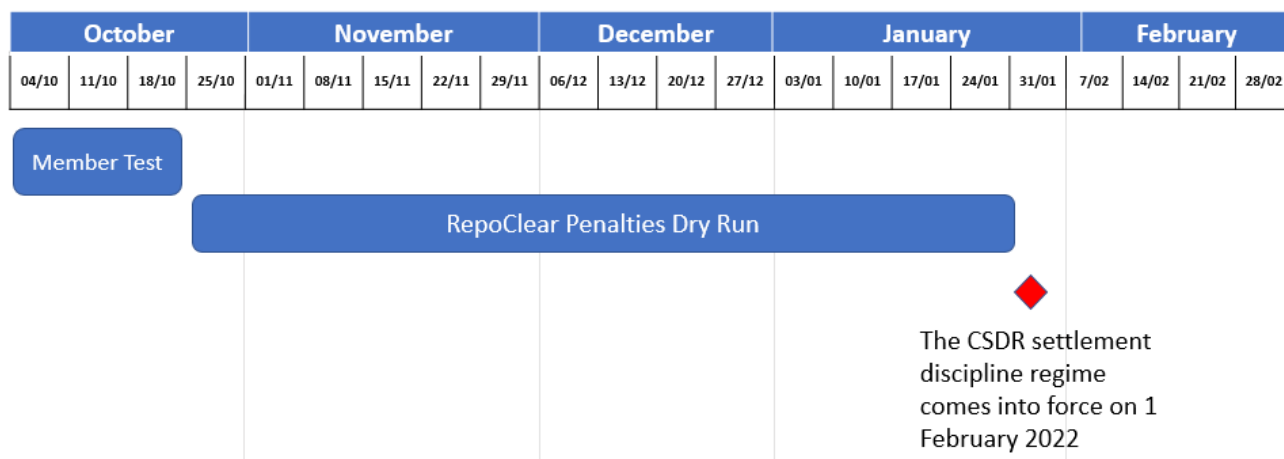 October November December January February
04/10 11/10 18/10 25/10 01/11 08/11 15/11 22/11 29/11 06/12 13/12 20/12 27/12 03/01 10/01 17/01 24/01 31/01 7/02 14/02 21/02 28/02
Member Test
RepoClear Penalties Dry Run
The CSDR settlement
discipline regime
comes into force on 1
February 2022